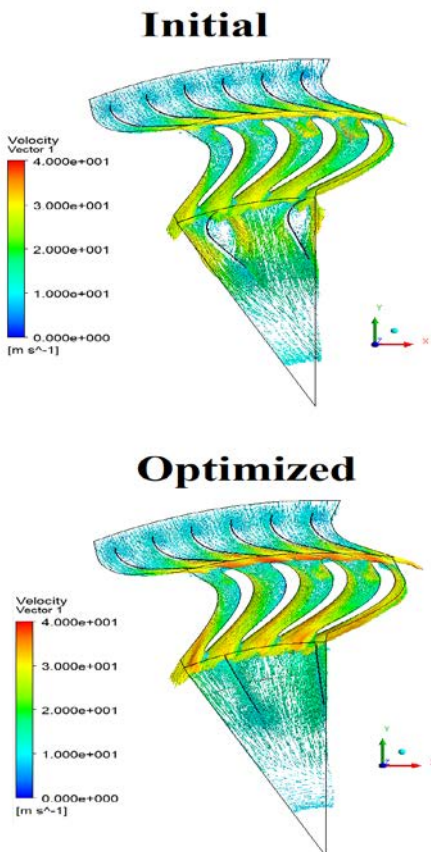 Initial
Velocity
Vector 1
4.000e+001
3.000e+001
2.000e+001
1.000e+001
0.000e+000
[m s^-1]
Y
X
Z
Optimized
Velocity
Vector 1
4.000e+001
3.000e+001
2.000e+001
1.000e+001
0.000e+000
[m s^-1]
Y
Z